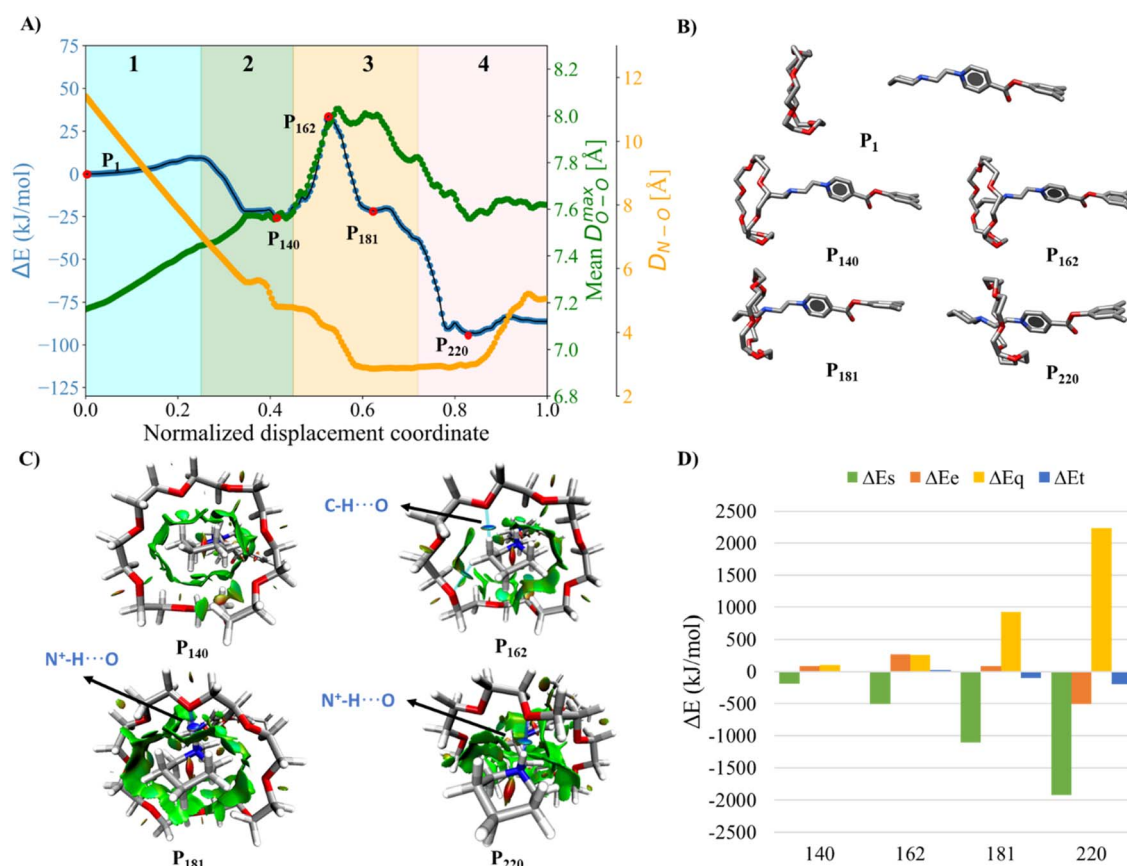 A)
1 2 3 4
P1
P140
P162
P181
P220
75
50
25
0
−25
−50
−75
−100
−125
ΔE (kJ/mol)
0.0 0.2 0.4 0.6 0.8 1.0
Normalized displacement coordinate
8.2
8.0
7.8
7.6
7.4
7.2
7.0
6.8
Mean D^max_O−O [Å]
12
10
8
6
4
2
D_N−O [Å]
B)
P1
P140
P162
P181
P220
C)
C-H···O
P140
P162
N⁺-H···O
N⁺-H···O
P181
P220
D)
ΔEs ΔEe ΔEq ΔEt
2500
2000
1500
1000
500
0
-500
-1000
-1500
-2000
-2500
ΔE (kJ/mol)
140 162 181 220